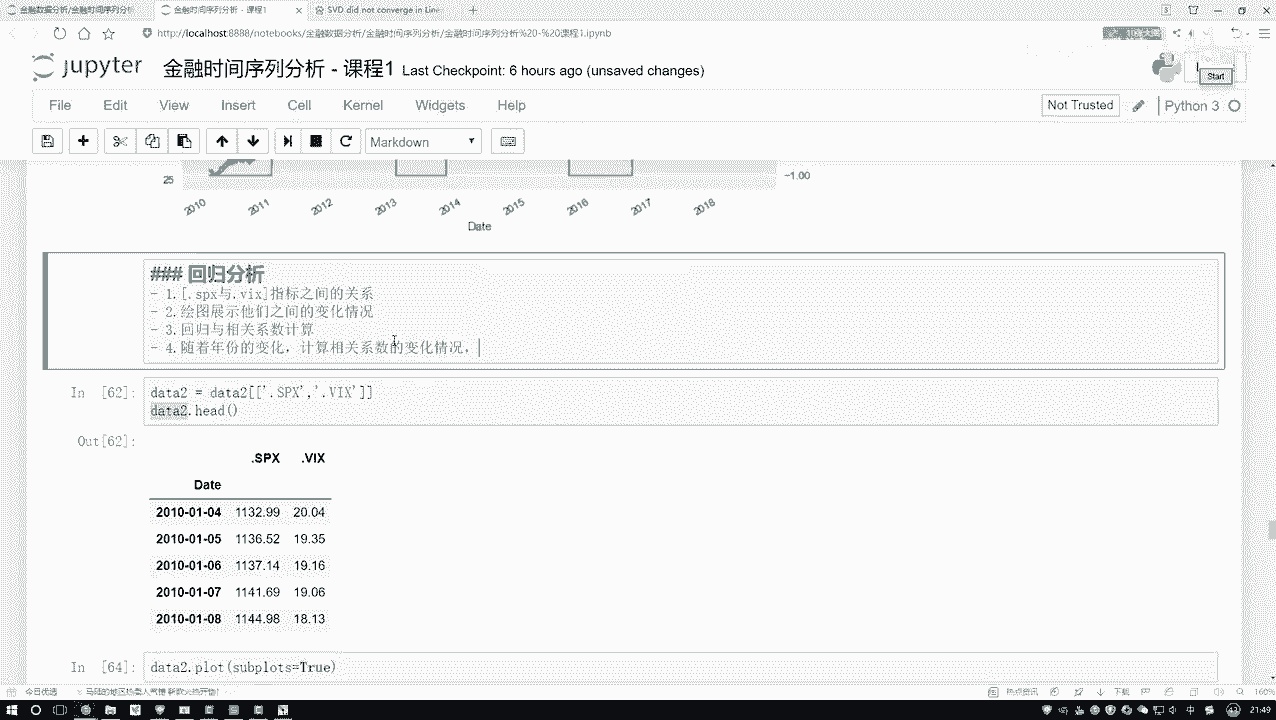 金融数据分析/金融时间序列分析
金融时间序列分析 - 课程1
SVD did not converge in Line
http://localhost:8888/notebooks/金融数据分析/金融时间序列分析/金融时间序列分析%20-%20课程1.ipynb
jupyter 金融时间序列分析 - 课程1 Last Checkpoint: 6 hours ago (unsaved changes)
Start
File Edit View Insert Cell Kernel Widgets Help
Not Trusted Python 3
Markdown
25 -1.00
2010 2011 2012 2013 2014 2015 2016 2017 2018
Date
### 回归分析
- 1.[.spx与.vix]指标之间的关系
- 2.绘图展示他们之间的变化情况
- 3.回归与相关系数计算
- 4.随着年份的变化，计算相关系数的变化情况，
In [62]: data2 = data2[['.SPX','.VIX']]
data2.head()
Out[62]:
.SPX .VIX
Date
2010-01-04 1132.99 20.04
2010-01-05 1136.52 19.35
2010-01-06 1137.14 19.16
2010-01-07 1141.69 19.06
2010-01-08 1144.98 18.13
In [64]: data2.plot(subplots=True)
今日优选
热点资讯 下载 160%
中 21:49